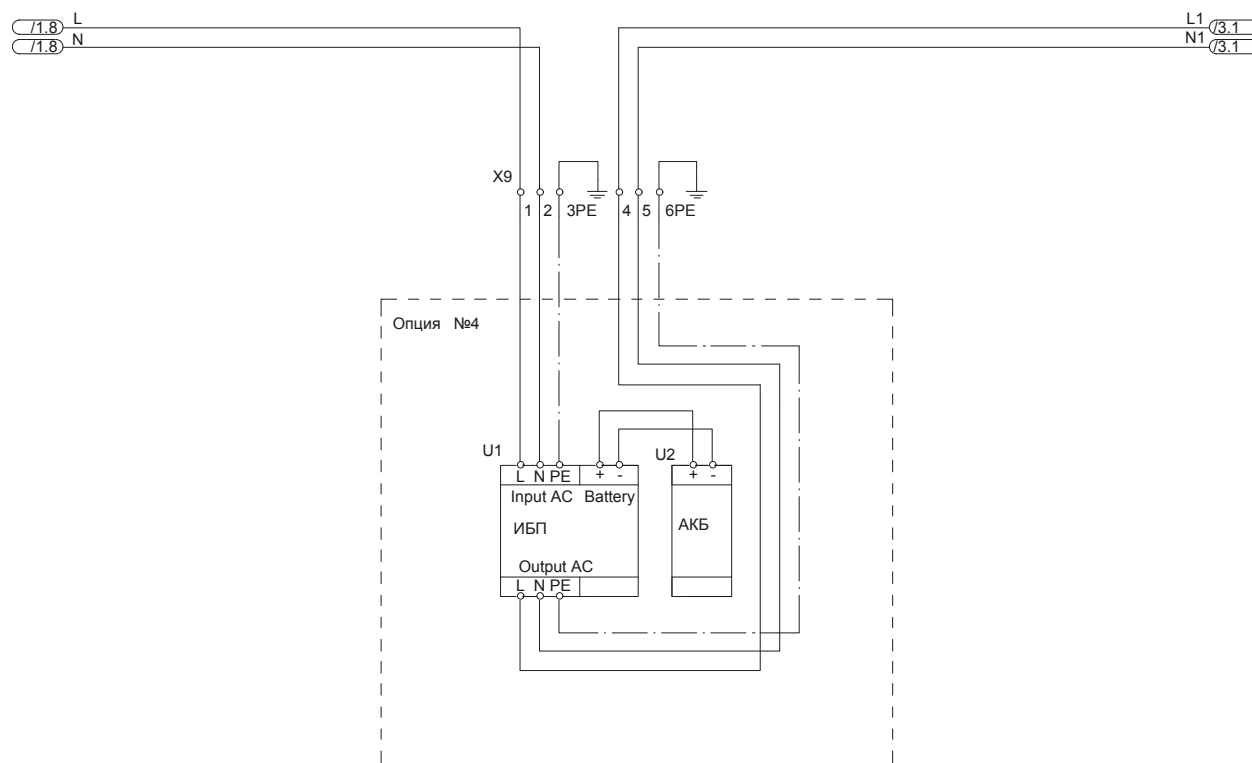 /1.8 L L1 /3.1
/1.8 N N1 /3.1
X9
1 2 3PE 4 5 6PE
Опция №4
U1 U2
L N PE + - + -
Input AC Battery
ИБП АКБ
Output AC
L N PE